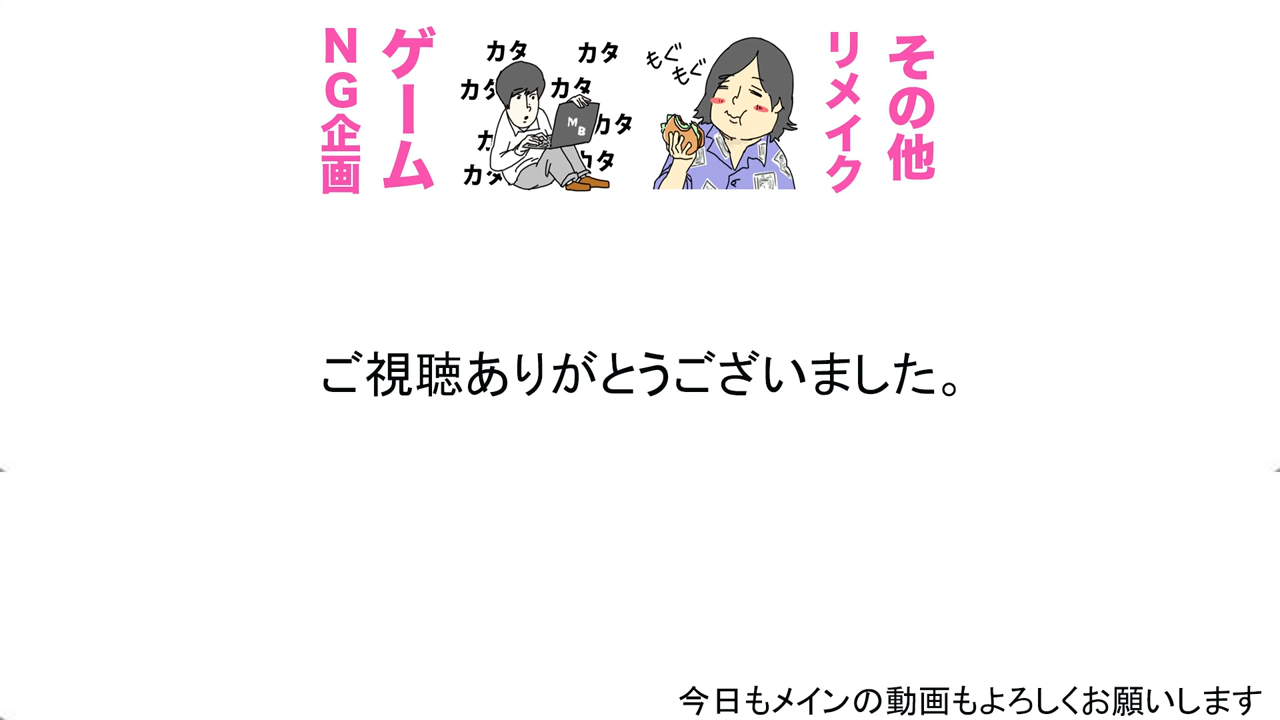 その他
リメイク
ゲーム
NG企画
カタ
カタ
カタ
カタ
カタ
カタ
カタ
もぐ
もぐ
MB
ご視聴ありがとうございました。
今日もメインの動画もよろしくお願いします